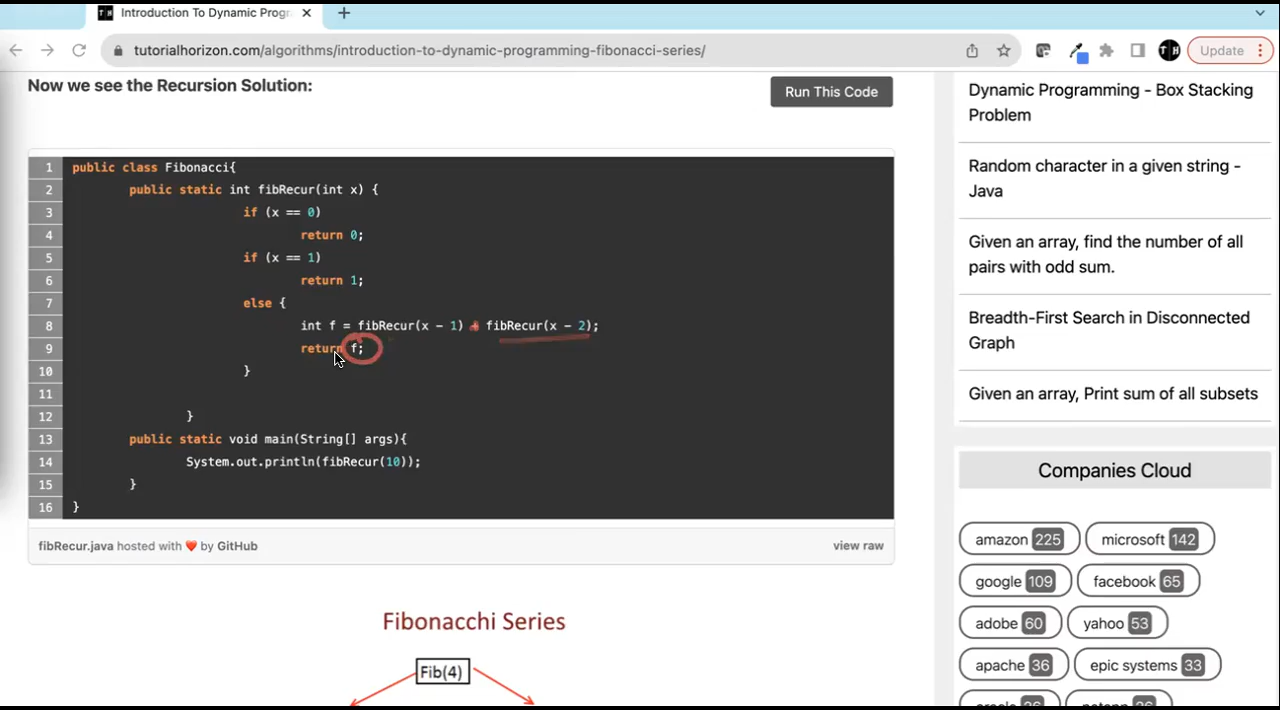 Introduction To Dynamic Progr
tutorialhorizon.com/algorithms/introduction-to-dynamic-programming-fibonacci-series/
Update
Now we see the Recursion Solution:
Run This Code
1 public class Fibonacci{
2 public static int fibRecur(int x) {
3 if (x == 0)
4 return 0;
5 if (x == 1)
6 return 1;
7 else {
8 int f = fibRecur(x - 1) + fibRecur(x - 2);
9 return f;
10 }
11
12 }
13 public static void main(String[] args){
14 System.out.println(fibRecur(10));
15 }
16 }
fibRecur.java hosted with ❤ by GitHub
view raw
Fibonacchi Series
Fib(4)
Dynamic Programming - Box Stacking
Problem
Random character in a given string -
Java
Given an array, find the number of all
pairs with odd sum.
Breadth-First Search in Disconnected
Graph
Given an array, Print sum of all subsets
Companies Cloud
amazon 225
microsoft 142
google 109
facebook 65
adobe 60
yahoo 53
apache 36
epic systems 33